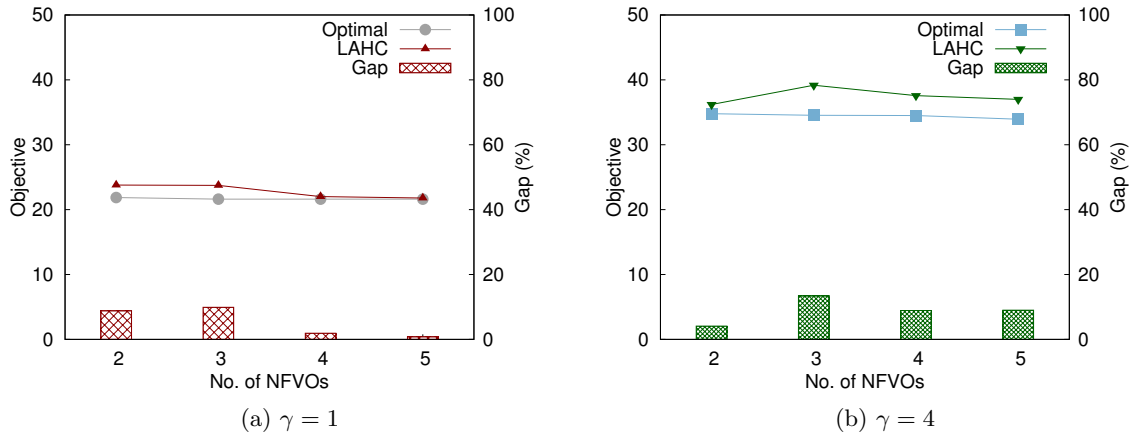 Objective
50
40
30
20
10
0
Optimal
LAHC
Gap
100
80
60
40
20
0
Gap (%)
2 3 4 5
No. of NFVOs
(a) γ = 1
Objective
50
40
30
20
10
0
Optimal
LAHC
Gap
100
80
60
40
20
0
Gap (%)
2 3 4 5
No. of NFVOs
(b) γ = 4